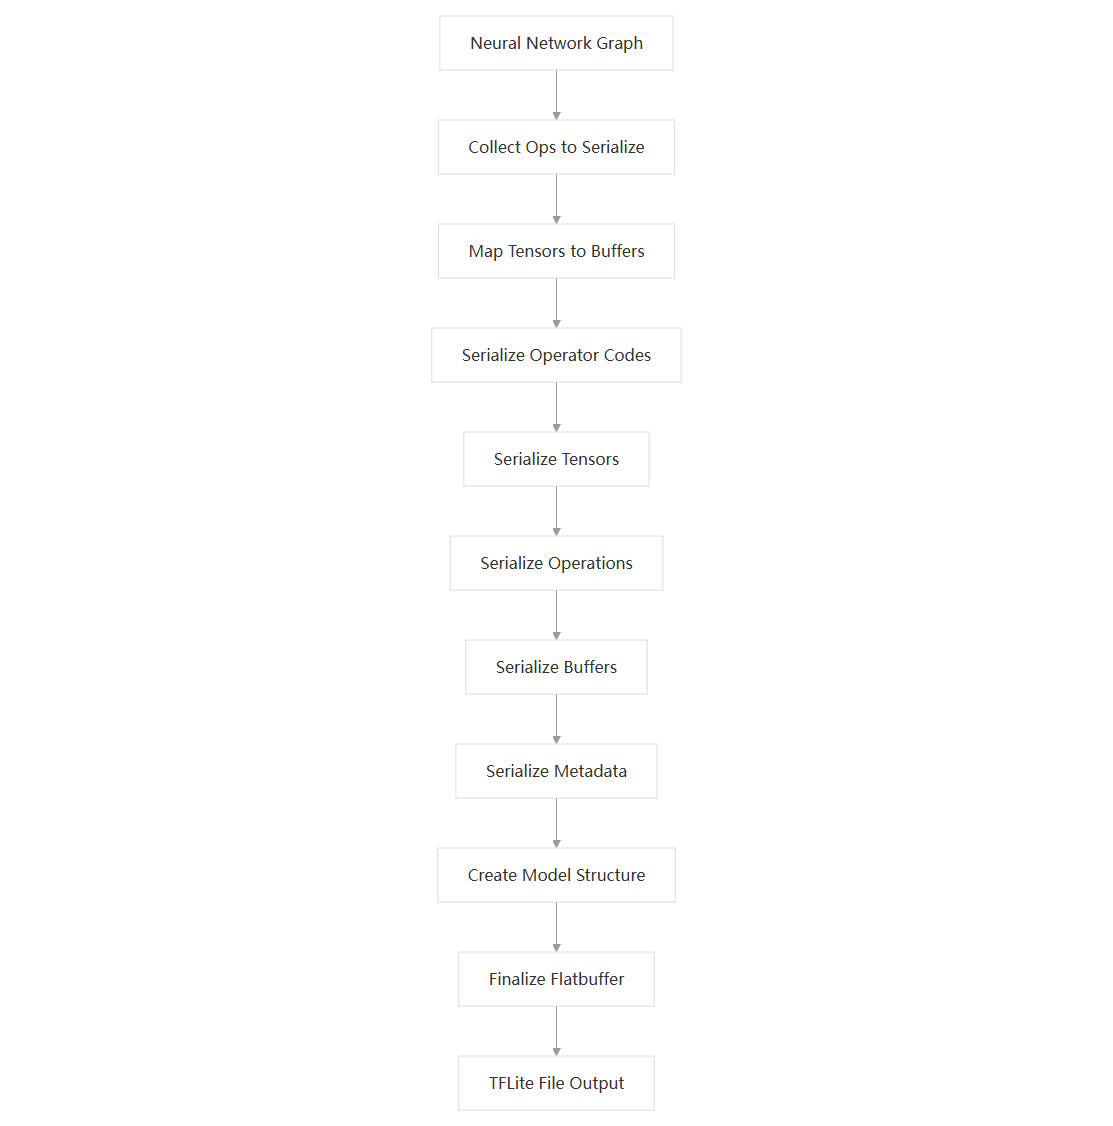 Neural Network Graph
Collect Ops to Serialize
Map Tensors to Buffers
Serialize Operator Codes
Serialize Tensors
Serialize Operations
Serialize Buffers
Serialize Metadata
Create Model Structure
Finalize Flatbuffer
TFLite File Output